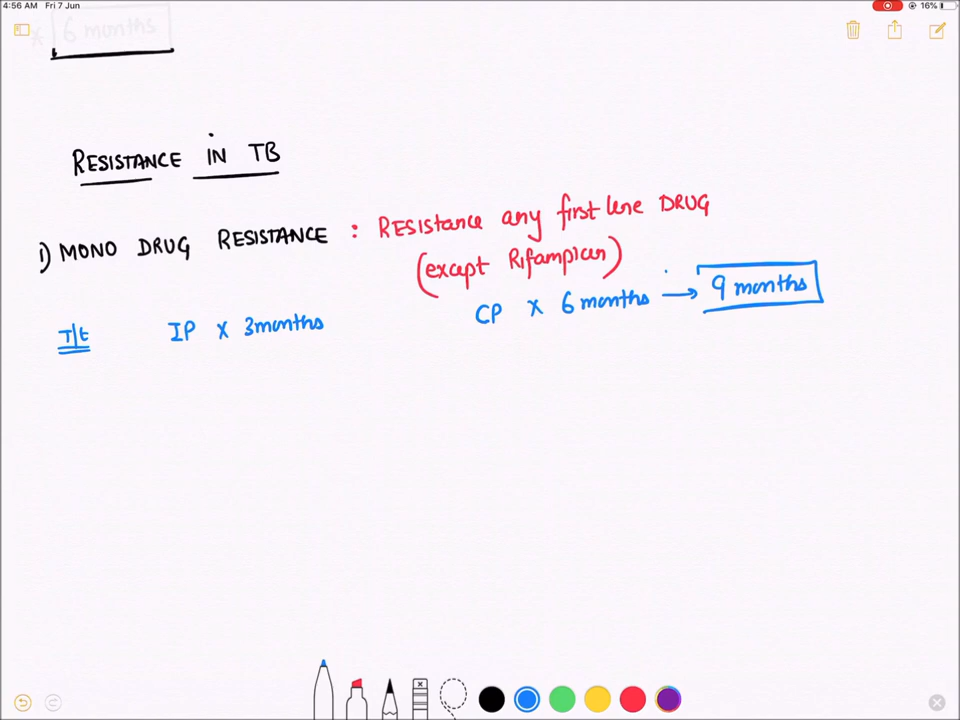 4:56 AM Fri 7 Jun 16%
* 6 months
RESISTANCE IN TB
i) MONO DRUG RESISTANCE : RESistance any first line DRUG
(except Rifampicin)
T/t IP x 3months CP x 6 months → 9 months